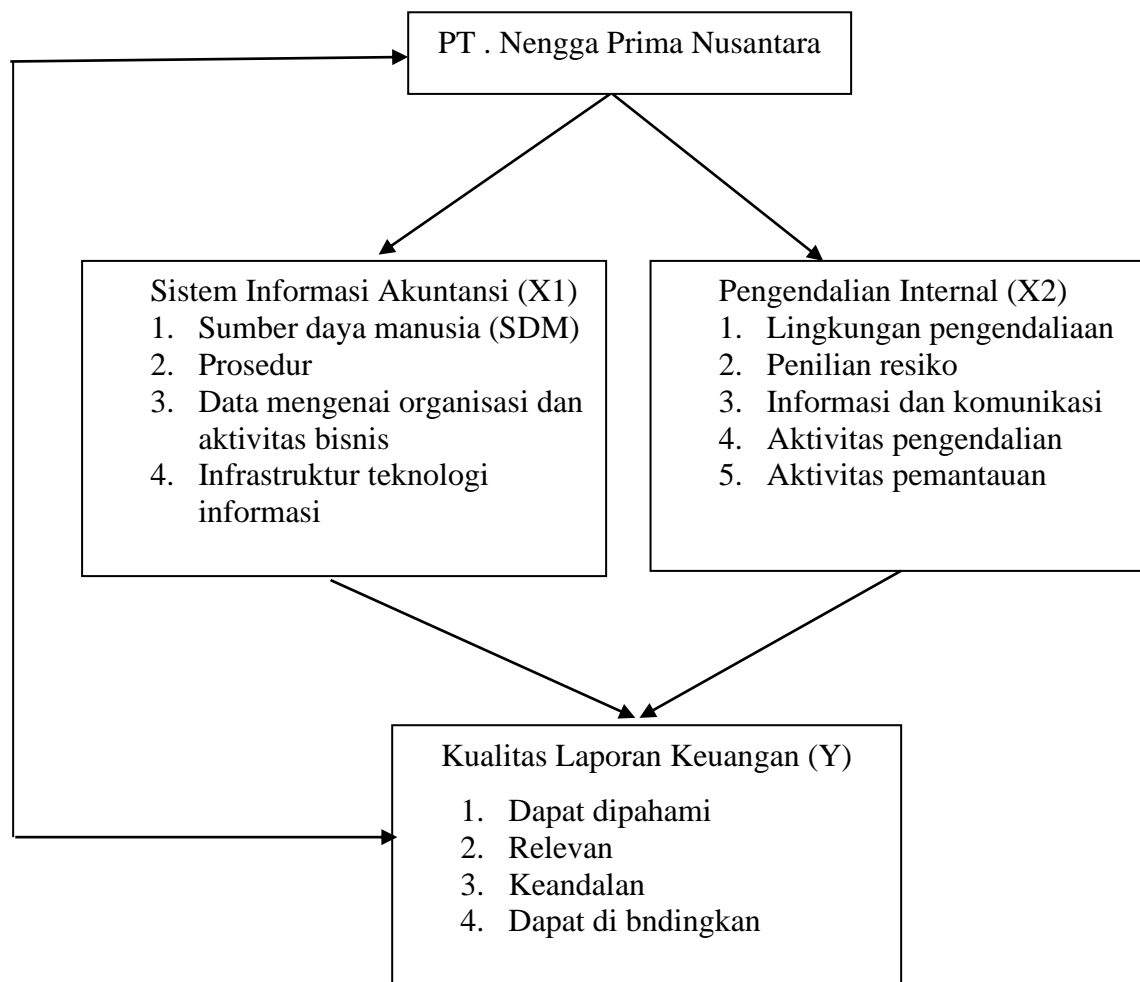 PT . Nengga Prima Nusantara
Sistem Informasi Akuntansi (X1)
1. Sumber daya manusia (SDM)
2. Prosedur
3. Data mengenai organisasi dan
aktivitas bisnis
4. Infrastruktur teknologi
informasi
Pengendalian Internal (X2)
1. Lingkungan pengendaliaan
2. Penilian resiko
3. Informasi dan komunikasi
4. Aktivitas pengendalian
5. Aktivitas pemantauan
Kualitas Laporan Keuangan (Y)
1. Dapat dipahami
2. Relevan
3. Keandalan
4. Dapat di bndingkan